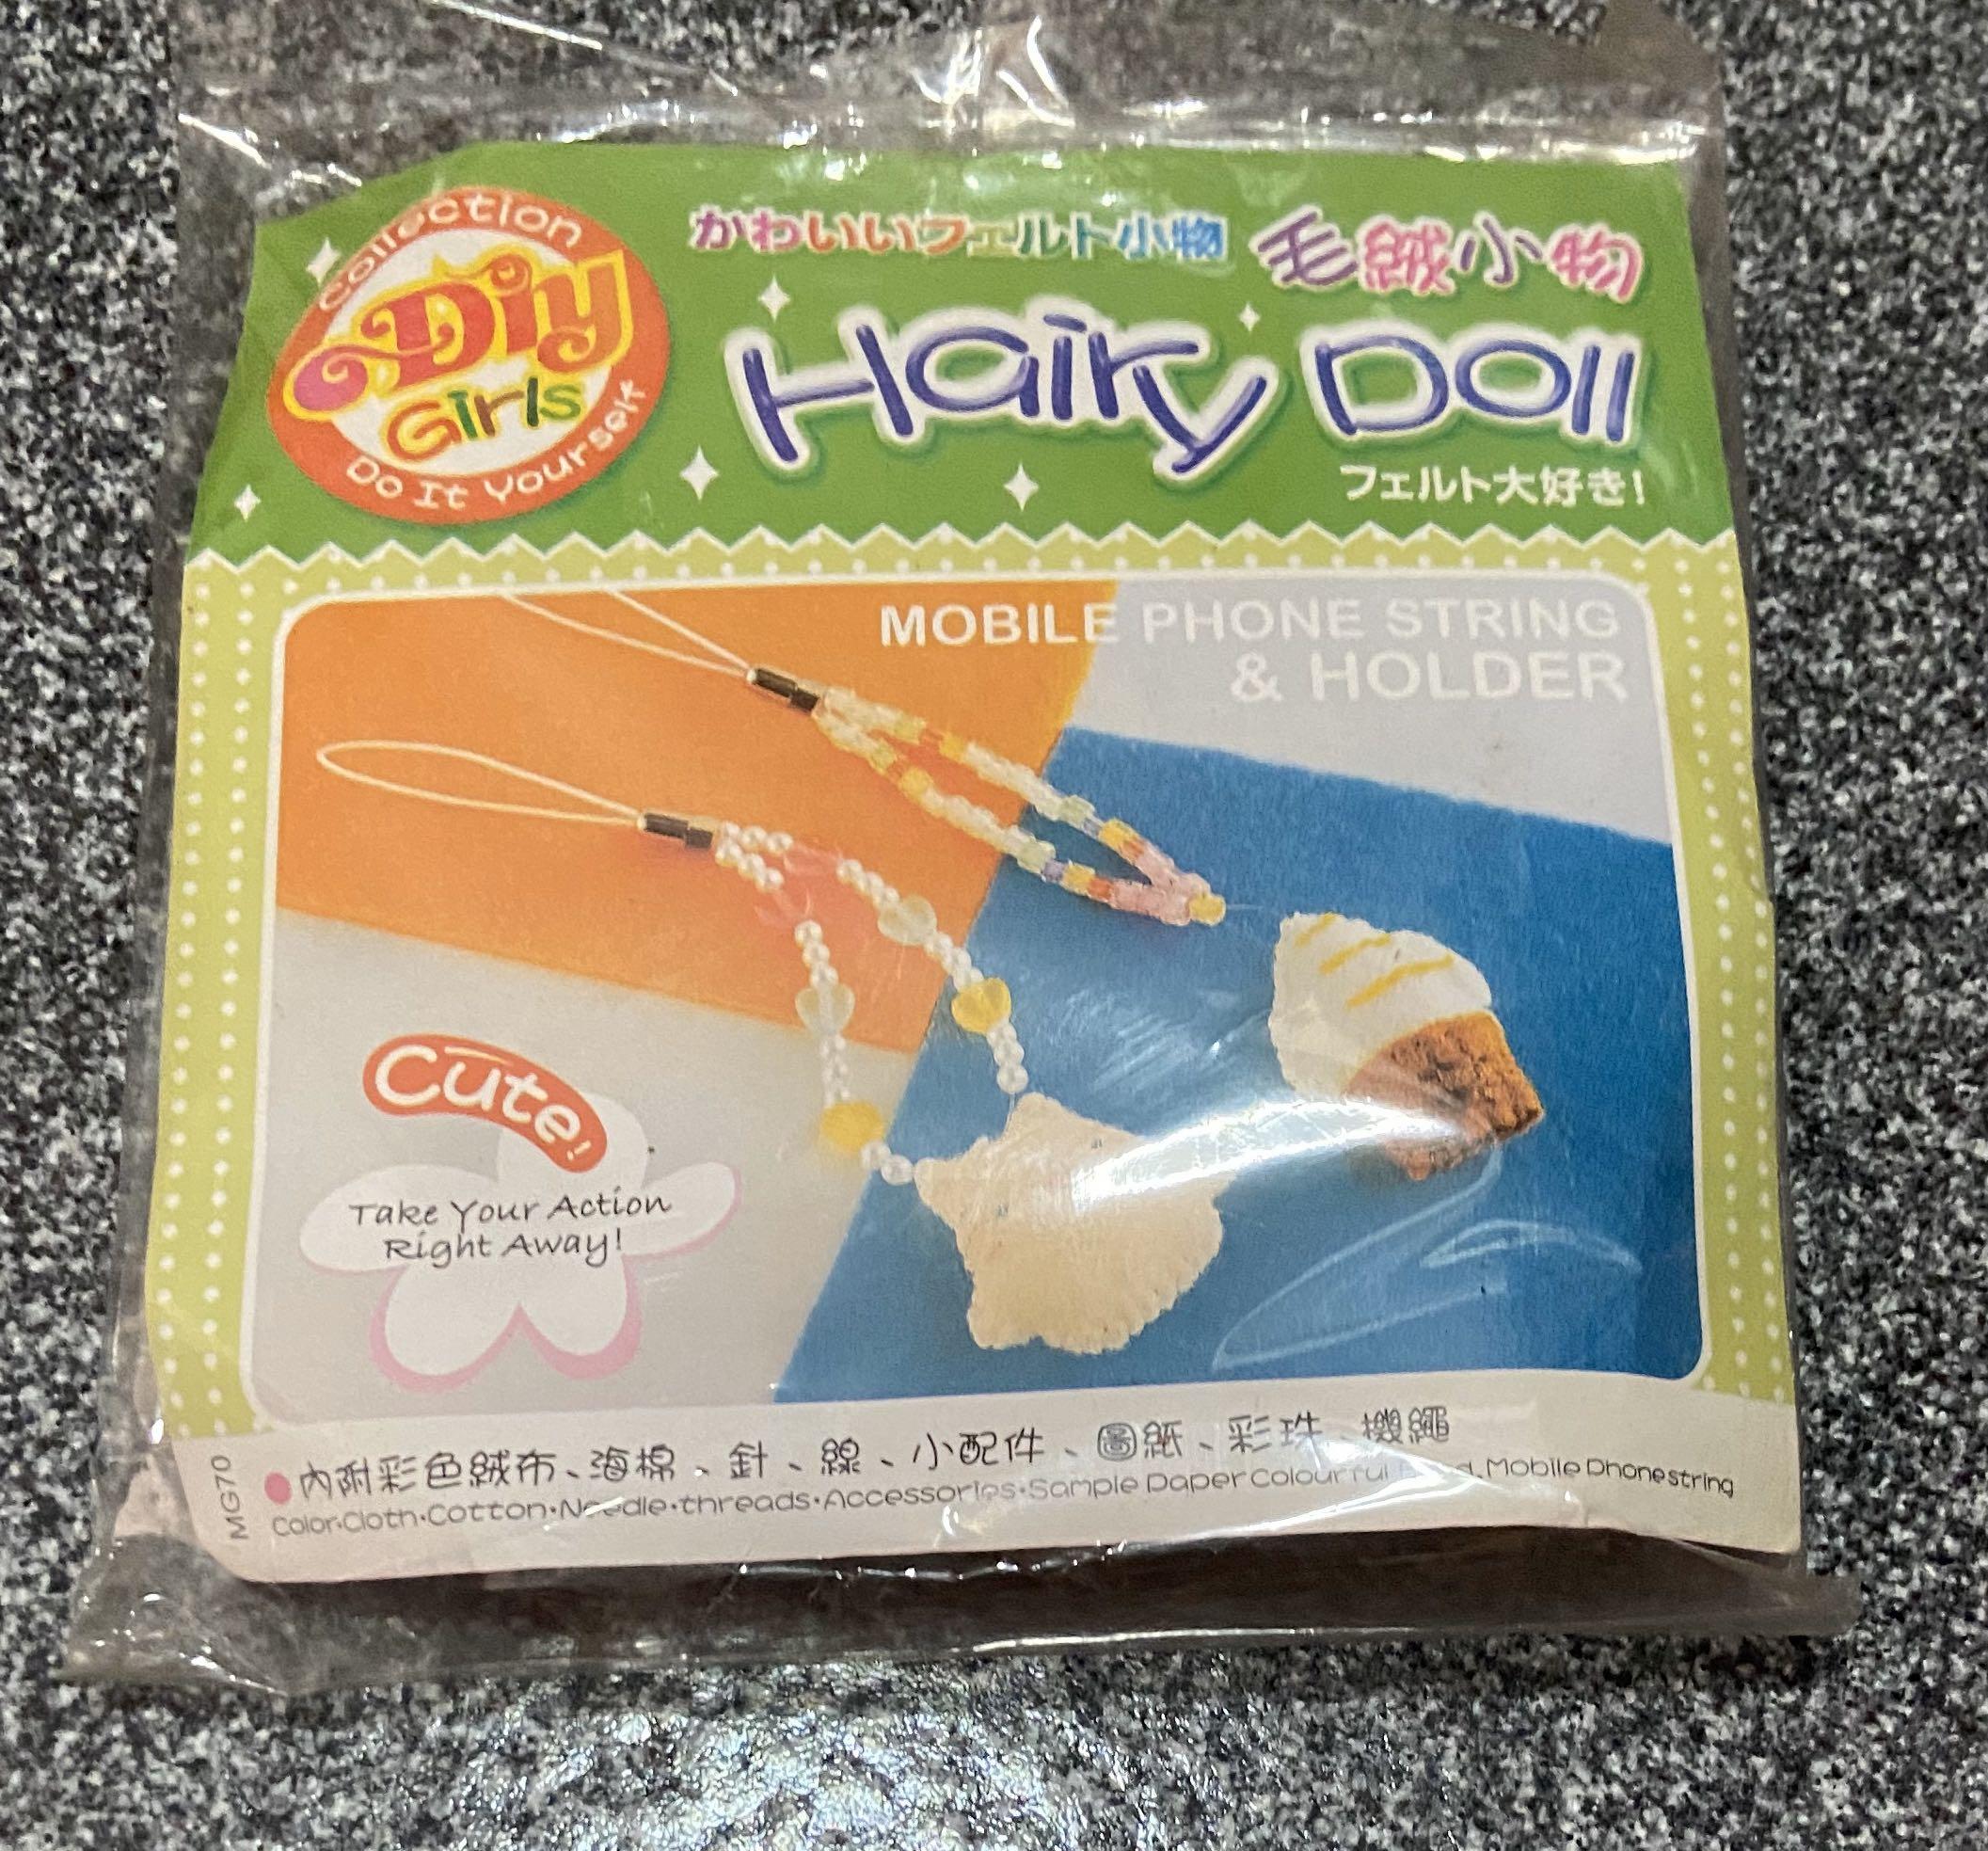 Collection
Diy
Girls
Do It Yourself
かわいいフェルト小物 毛絨小物
Hairy Doll
フェルト大好き!
MOBILE PHONE STRING
& HOLDER
Cute!
Take Your Action
Right Away!
MG70
內附彩色絨布、海棉、針、線、小配件、圖紙、彩珠、機繩
Color·Cloth·Cotton·Needle·threads·Accessories·Sample Paper Colourful Mobile Phonestring